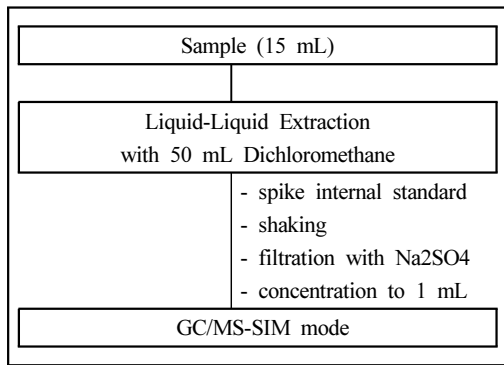 Sample (15 mL)
Liquid-Liquid Extraction
with 50 mL Dichloromethane
- spike internal standard
- shaking
- filtration with Na2SO4
- concentration to 1 mL
GC/MS-SIM mode